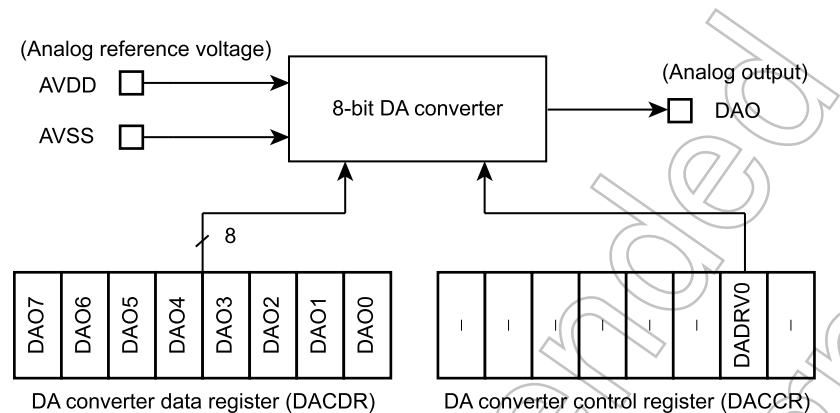 (Analog reference voltage)
AVDD
AVSS
8-bit DA converter
(Analog output)
DAO
8
DAO7 DAO6 DAO5 DAO4 DAO3 DAO2 DAO1 DAO0
– – – – – – DADRV0 –
DA converter data register (DACDR)
DA converter control register (DACCR)